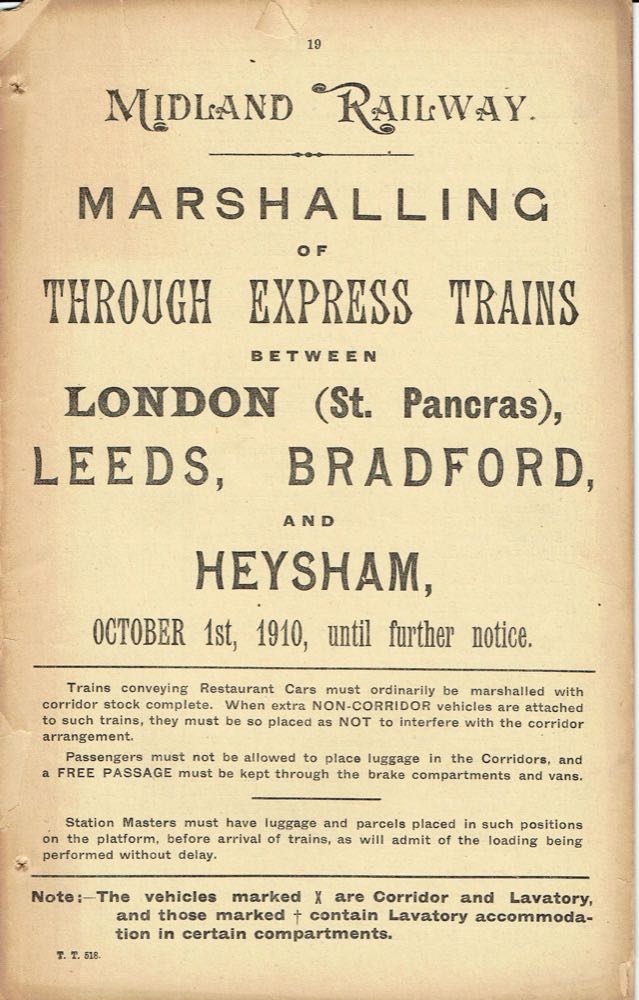 19
MIDLAND RAILWAY.
MARSHALLING
OF
THROUGH EXPRESS TRAINS
BETWEEN
LONDON (St. Pancras),
LEEDS, BRADFORD,
AND
HEYSHAM,
OCTOBER 1st, 1910, until further notice.
Trains conveying Restaurant Cars must ordinarily be marshalled with
corridor stock complete. When extra NON-CORRIDOR vehicles are attached
to such trains, they must be so placed as NOT to interfere with the corridor
arrangement.
Passengers must not be allowed to place luggage in the Corridors, and
a FREE PASSAGE must be kept through the brake compartments and vans.
Station Masters must have luggage and parcels placed in such positions
on the platform, before arrival of trains, as will admit of the loading being
performed without delay.
Note:—The vehicles marked X are Corridor and Lavatory,
and those marked † contain Lavatory accommoda-
tion in certain compartments.
T. T. 518.